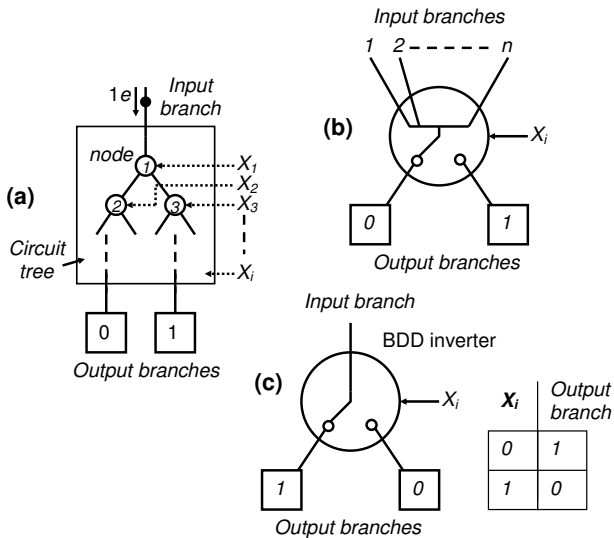 (a)
1e
Input
branch
node
1
X1
X2
2
3
X3
Circuit
tree
Xi
0
1
Output branches
(b)
Input branches
1 2 n
Xi
0
1
Output branches
(c)
Input branch
BDD inverter
Xi
1
0
Output branches
Xi
Output
branch
0 1
1 0